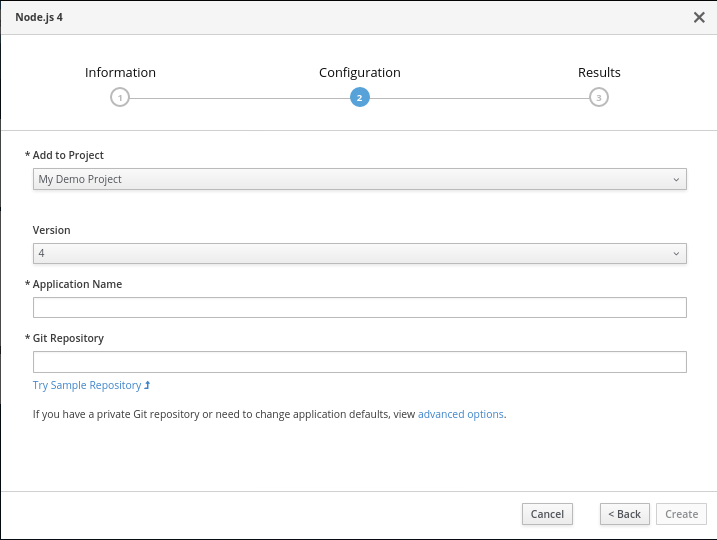 Node.js 4
Information Configuration Results
1 2 3
* Add to Project
My Demo Project
Version
4
* Application Name
* Git Repository
Try Sample Repository
If you have a private Git repository or need to change application defaults, view advanced options.
Cancel < Back Create